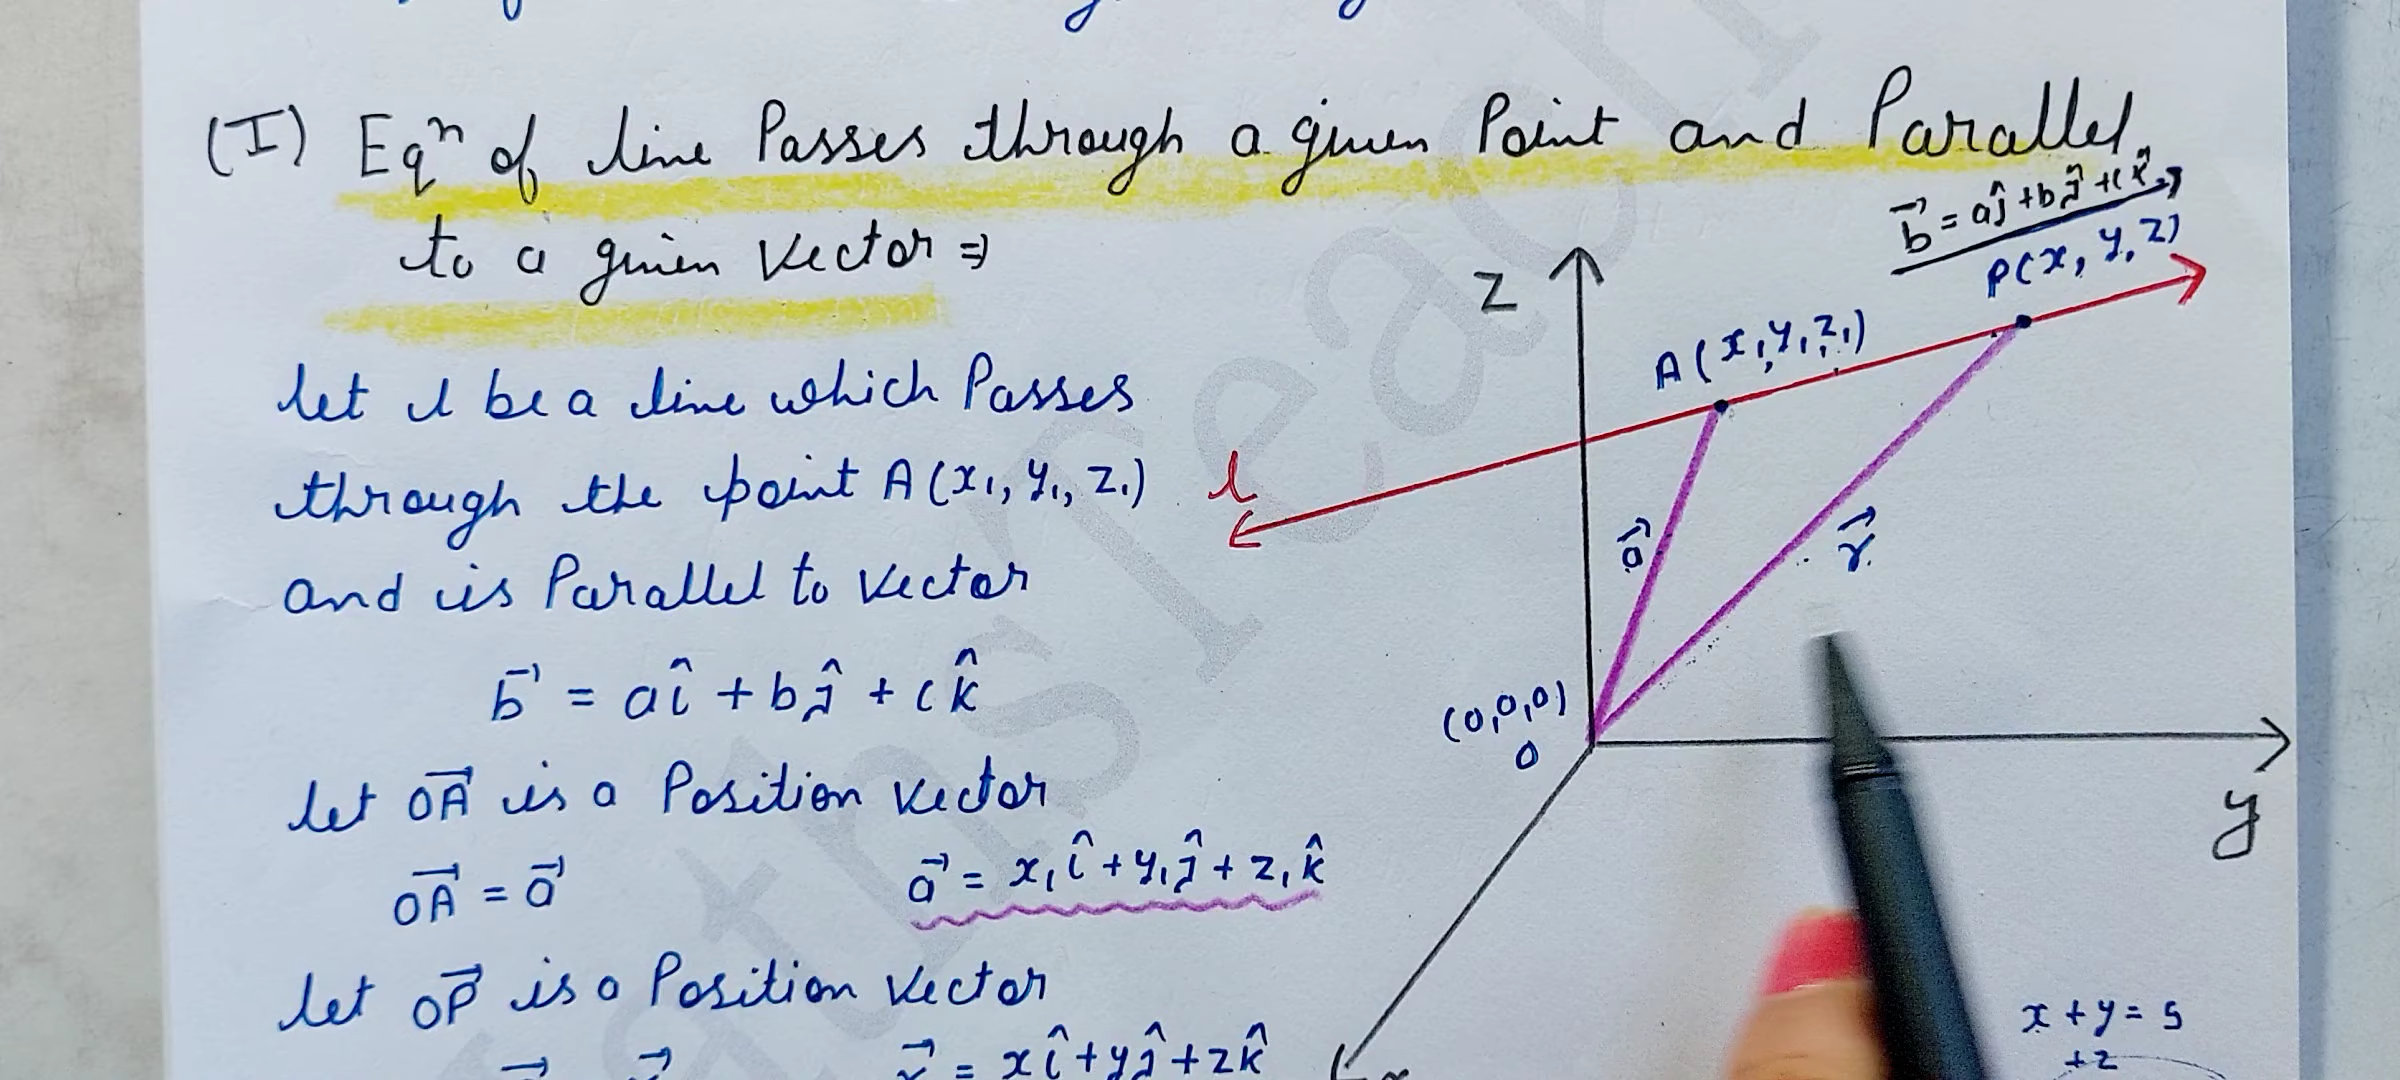 (I) Eqⁿ of line Passes through a given Point and Parallel
to a given Vector ⇒
b⃗ = aĵ + bĵ + ck̂
P(x, y, z)
Z
A(x₁, y₁, z₁)
let l be a line which Passes
through the point A(x₁, y₁, z₁)
l
and is Parallel to Vector
a⃗
r⃗
b⃗ = aî + bĵ + ck̂
(0,0,0)
O
let OA⃗ is a Position Vector
y
OA⃗ = a⃗
a⃗ = x₁î + y₁ĵ + z₁k̂
let OP⃗ is a Position Vector
r⃗ = xî + yĵ + zk̂
x + y = 5
+z
aths Teach